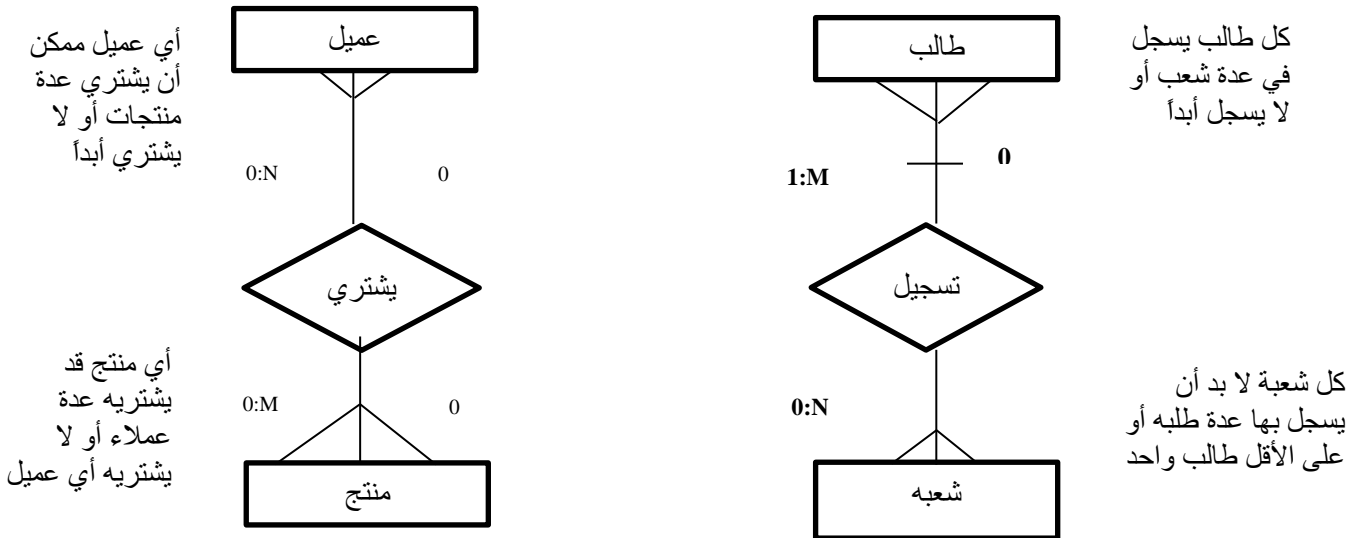 عميل
أي عميل ممكن
أن يشتري عدة
منتجات أو لا
يشتري أبداً
0:N
0
يشتري
أي منتج قد
يشتريه عدة
عملاء أو لا
يشتريه أي عميل
0:M
0
منتج
طالب
كل طالب يسجل
في عدة شعب أو
لا يسجل أبداً
1:M
0
تسجيل
كل شعبة لا بد أن
يسجل بها عدة طلبه أو
على الأقل طالب واحد
0:N
شعبه